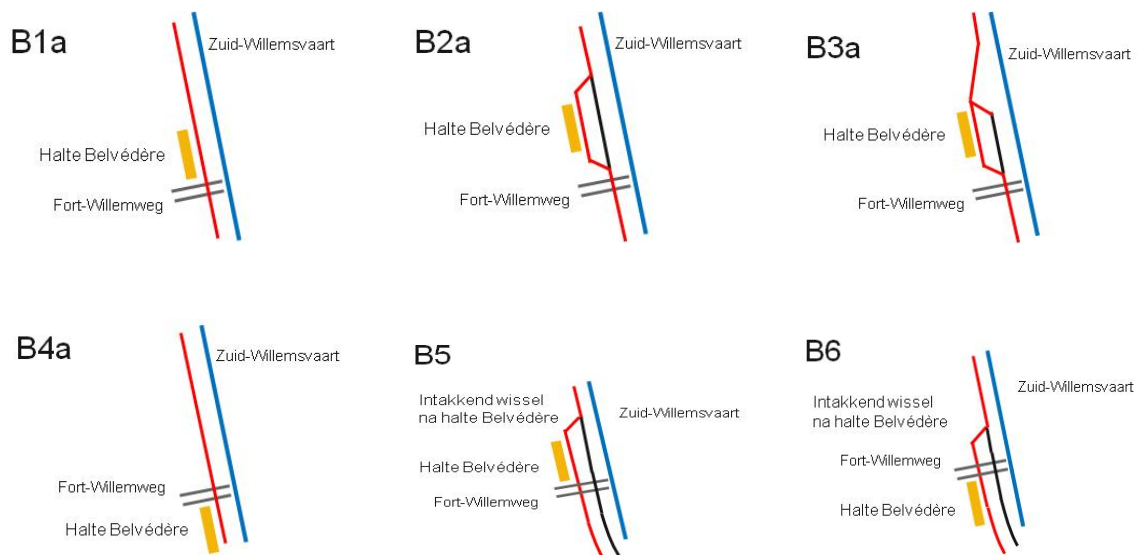 B1a
Zuid-Willemsvaart
Halte Belvédère
Fort-Willemweg
B2a
Zuid-Willemsvaart
Halte Belvédère
Fort-Willemweg
B3a
Zuid-Willemsvaart
Halte Belvédère
Fort-Willemweg
B4a
Zuid-Willemsvaart
Fort-Willemweg
Halte Belvédère
B5
Intakkend wissel
na halte Belvédère
Zuid-Willemsvaart
Halte Belvédère
Fort-Willemweg
B6
Zuid-Willemsvaart
Intakkend wissel
na halte Belvédère
Fort-Willemweg
Halte Belvédère